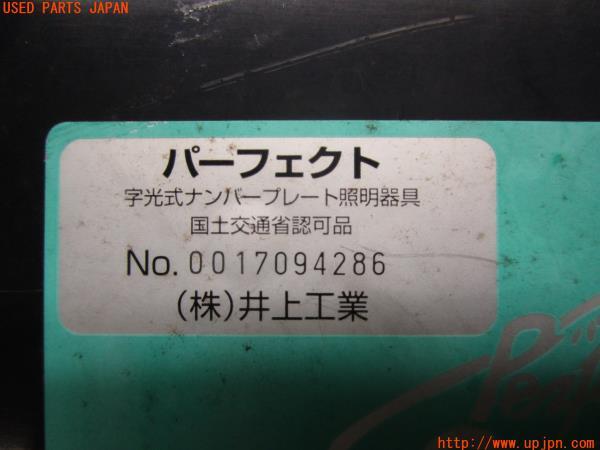 USED PARTS JAPAN
パーフェクト
字光式ナンバープレート照明器具
国土交通省認可品
No. 0017094286
(株)井上工業
http://www.upjpn.com